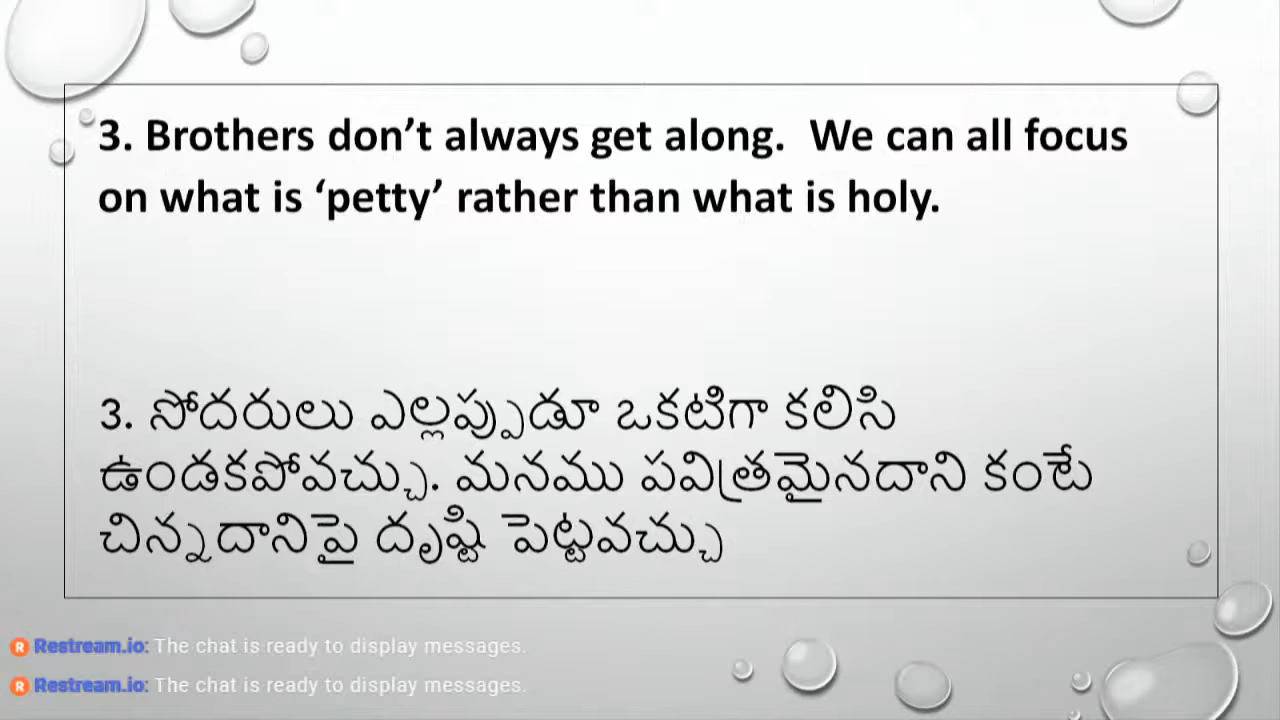 3. Brothers don’t always get along.  We can all focus
on what is ‘petty’ rather than what is holy.
3. సోదరులు ఎల్లప్పుడూ ఒకటిగా కలిసి
ఉండకపోవచ్చు. మనము పవిత్రమైనదాని కంటే
చిన్నదానిపై దృష్టి పెట్టవచ్చు
R Restream.io: The chat is ready to display messages.
R Restream.io: The chat is ready to display messages.